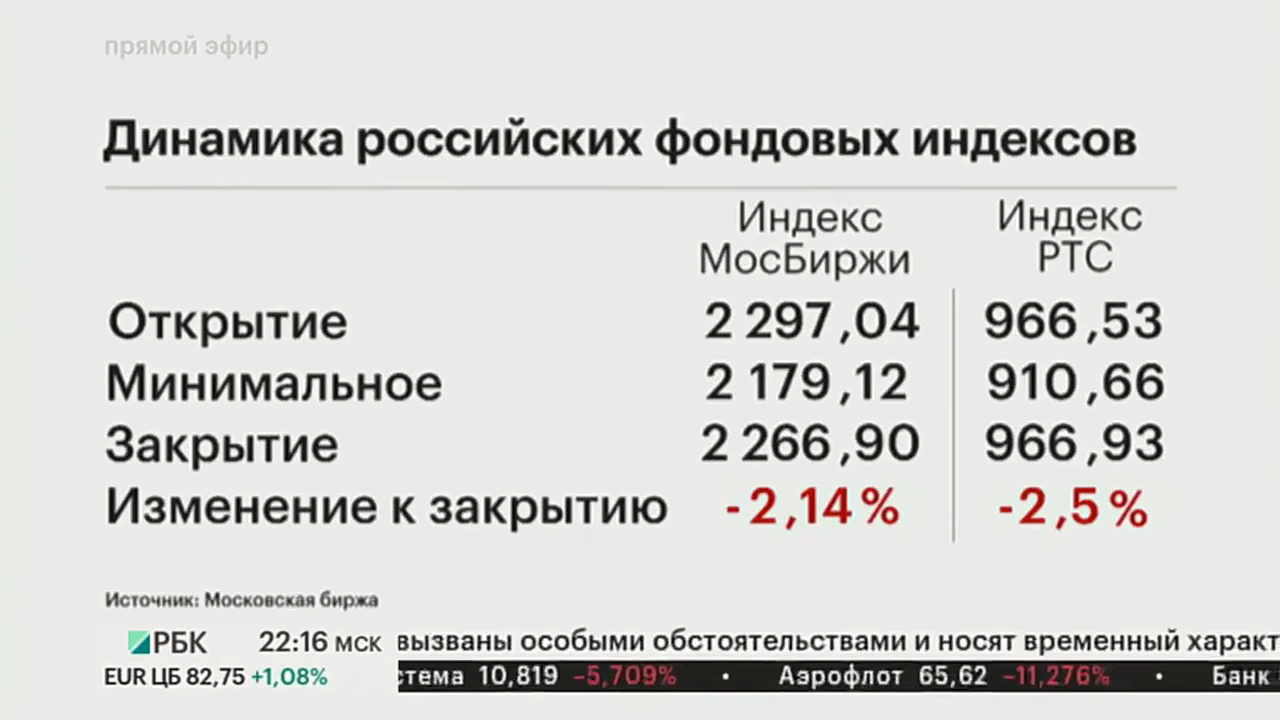 прямой эфир
Динамика российских фондовых индексов
Индекс МосБиржи Индекс РТС
Открытие 2 297,04 966,53
Минимальное 2 179,12 910,66
Закрытие 2 266,90 966,93
Изменение к закрытию -2,14% -2,5%
Источник: Московская биржа
РБК 22:16 МСК вызваны особыми обстоятельствами и носят временный характ
EUR ЦБ 82,75 +1,08% стема 10,819 -5,709% • Аэрофлот 65,62 -11,276% • Банк